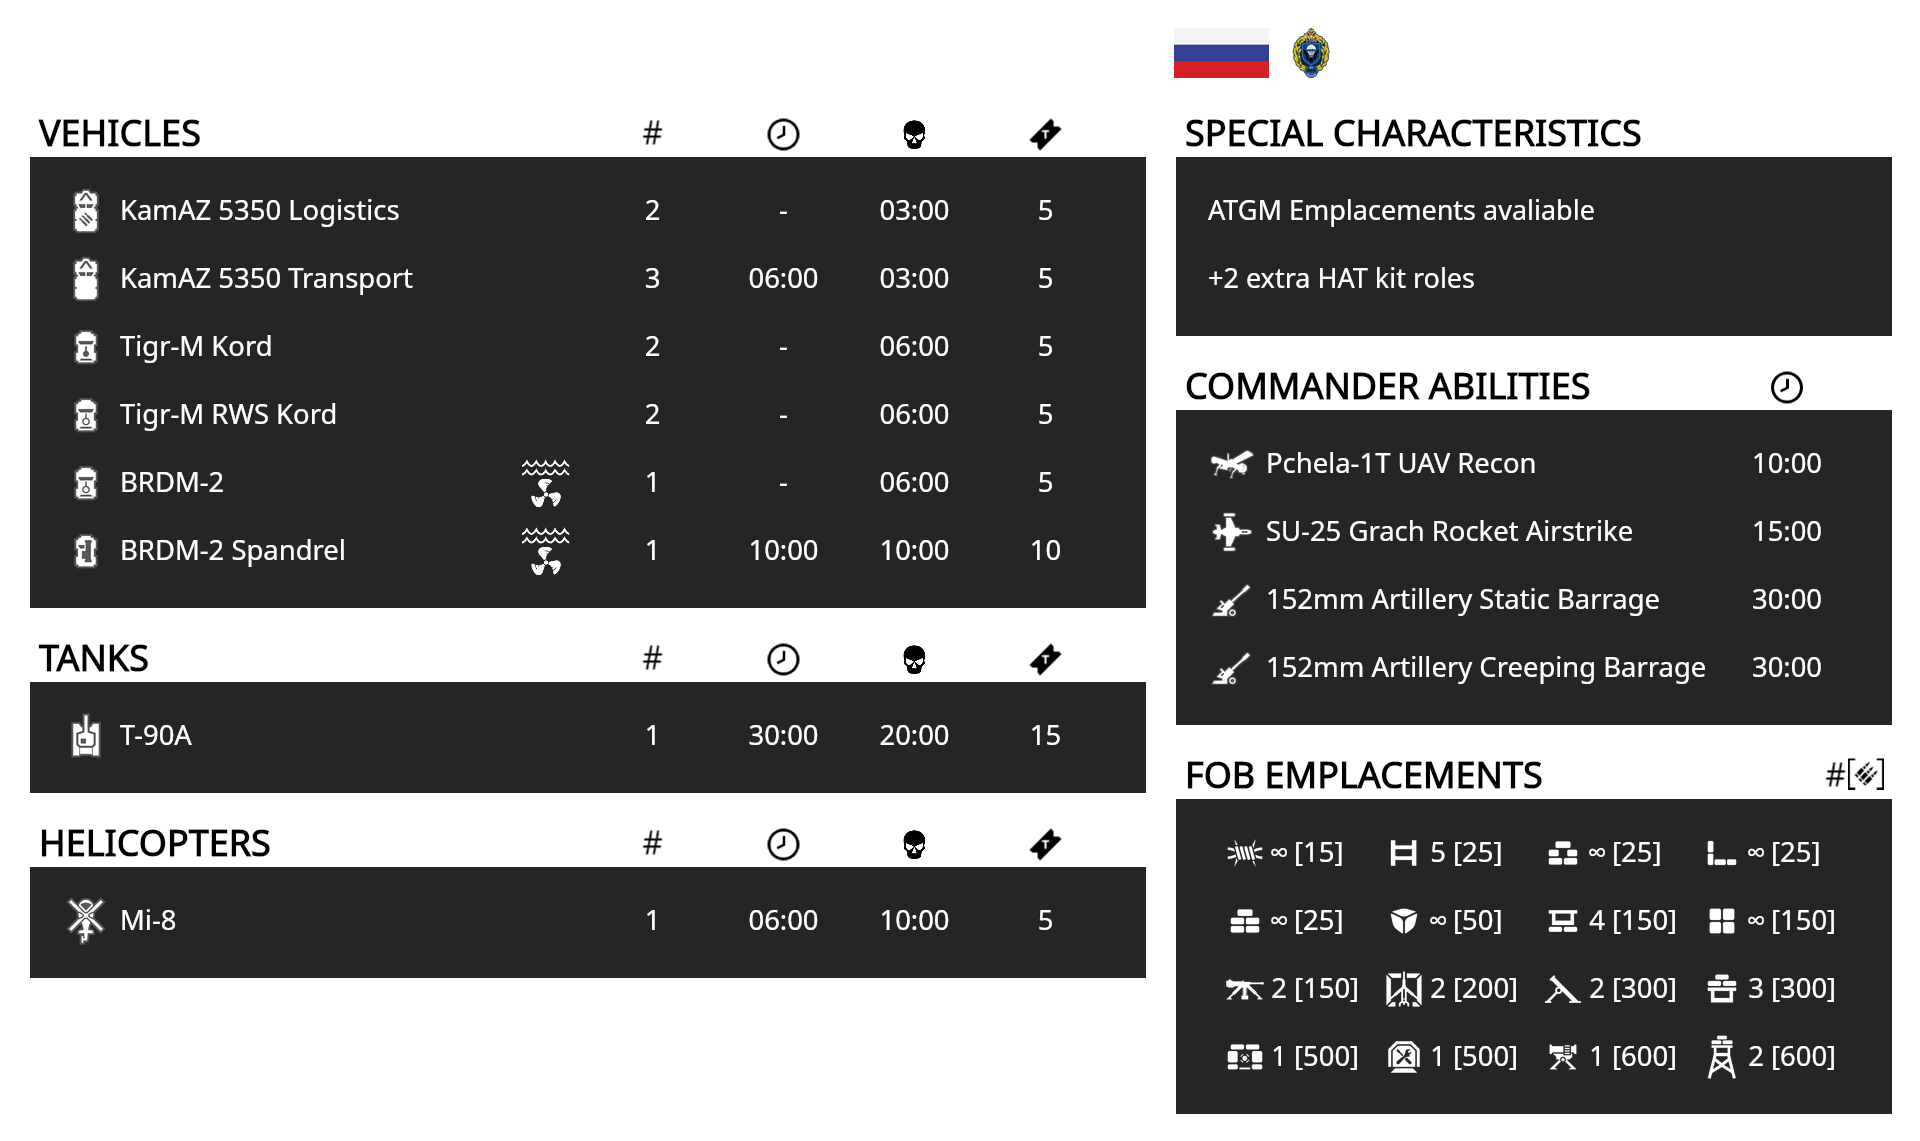 VEHICLES #
KamAZ 5350 Logistics 2 - 03:00 5
KamAZ 5350 Transport 3 06:00 03:00 5
Tigr-M Kord 2 - 06:00 5
Tigr-M RWS Kord 2 - 06:00 5
BRDM-2 1 - 06:00 5
BRDM-2 Spandrel 1 10:00 10:00 10
TANKS #
T-90A 1 30:00 20:00 15
HELICOPTERS #
Mi-8 1 06:00 10:00 5
SPECIAL CHARACTERISTICS
ATGM Emplacements avaliable
+2 extra HAT kit roles
COMMANDER ABILITIES
Pchela-1T UAV Recon 10:00
SU-25 Grach Rocket Airstrike 15:00
152mm Artillery Static Barrage 30:00
152mm Artillery Creeping Barrage 30:00
FOB EMPLACEMENTS #[]
∞ [15] 5 [25] ∞ [25] ∞ [25]
∞ [25] ∞ [50] 4 [150] ∞ [150]
2 [150] 2 [200] 2 [300] 3 [300]
1 [500] 1 [500] 1 [600] 2 [600]